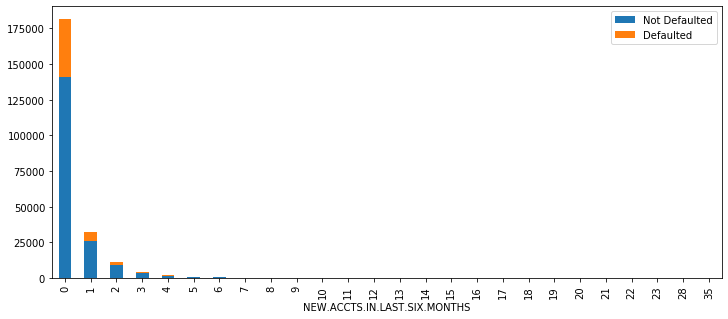 175000
150000
125000
100000
75000
50000
25000
0
Not Defaulted
Defaulted
0 1 2 3 4 5 6 7 8 9 10 11 12 13 14 15 16 17 18 19 20 21 22 23 28 35
NEW.ACCTS.IN.LAST.SIX.MONTHS